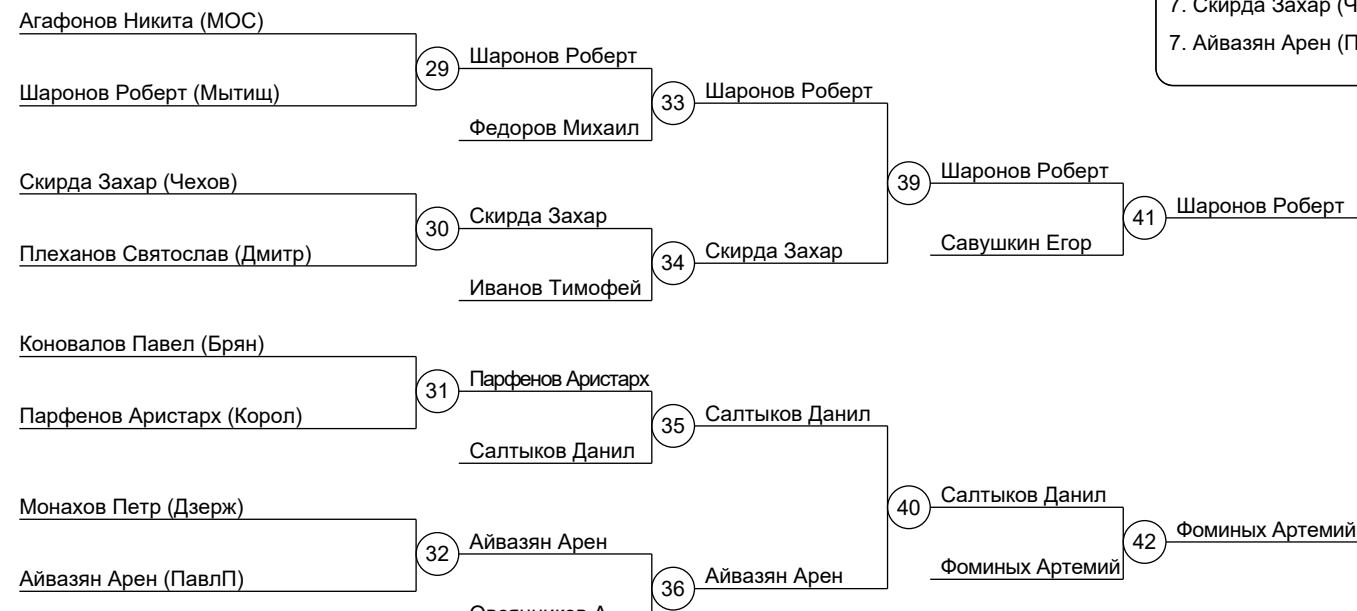 7. Скирда Захар (Ч
7. Айвазян Арен (П
Агафонов Никита (МОС)
29
Шаронов Роберт
Шаронов Роберт (Мытищ)
33
Шаронов Роберт
Федоров Михаил
39
Шаронов Роберт
Скирда Захар (Чехов)
30
Скирда Захар
Плеханов Святослав (Дмитр)
34
Скирда Захар
Иванов Тимофей
41
Шаронов Роберт
Савушкин Егор
Коновалов Павел (Брян)
31
Парфенов Аристарх
Парфенов Аристарх (Корол)
35
Салтыков Данил
Салтыков Данил
40
Салтыков Данил
Монахов Петр (Дзерж)
32
Айвазян Арен
Айвазян Арен (ПавлП)
36
Айвазян Арен
42
Фоминых Артемий
Фоминых Артемий